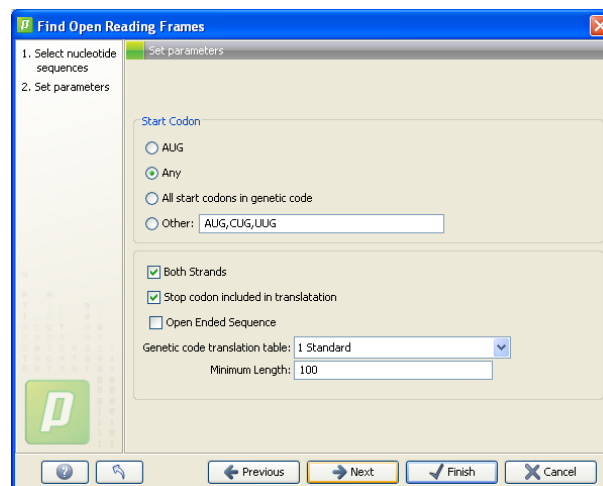 Find Open Reading Frames
1. Select nucleotide
sequences
2. Set parameters
Set parameters
Start Codon
AUG
Any
All start codons in genetic code
Other: AUG,CUG,UUG
Both Strands
Stop codon included in translatation
Open Ended Sequence
Genetic code translation table: 1 Standard
Minimum Length: 100
Previous Next Finish Cancel